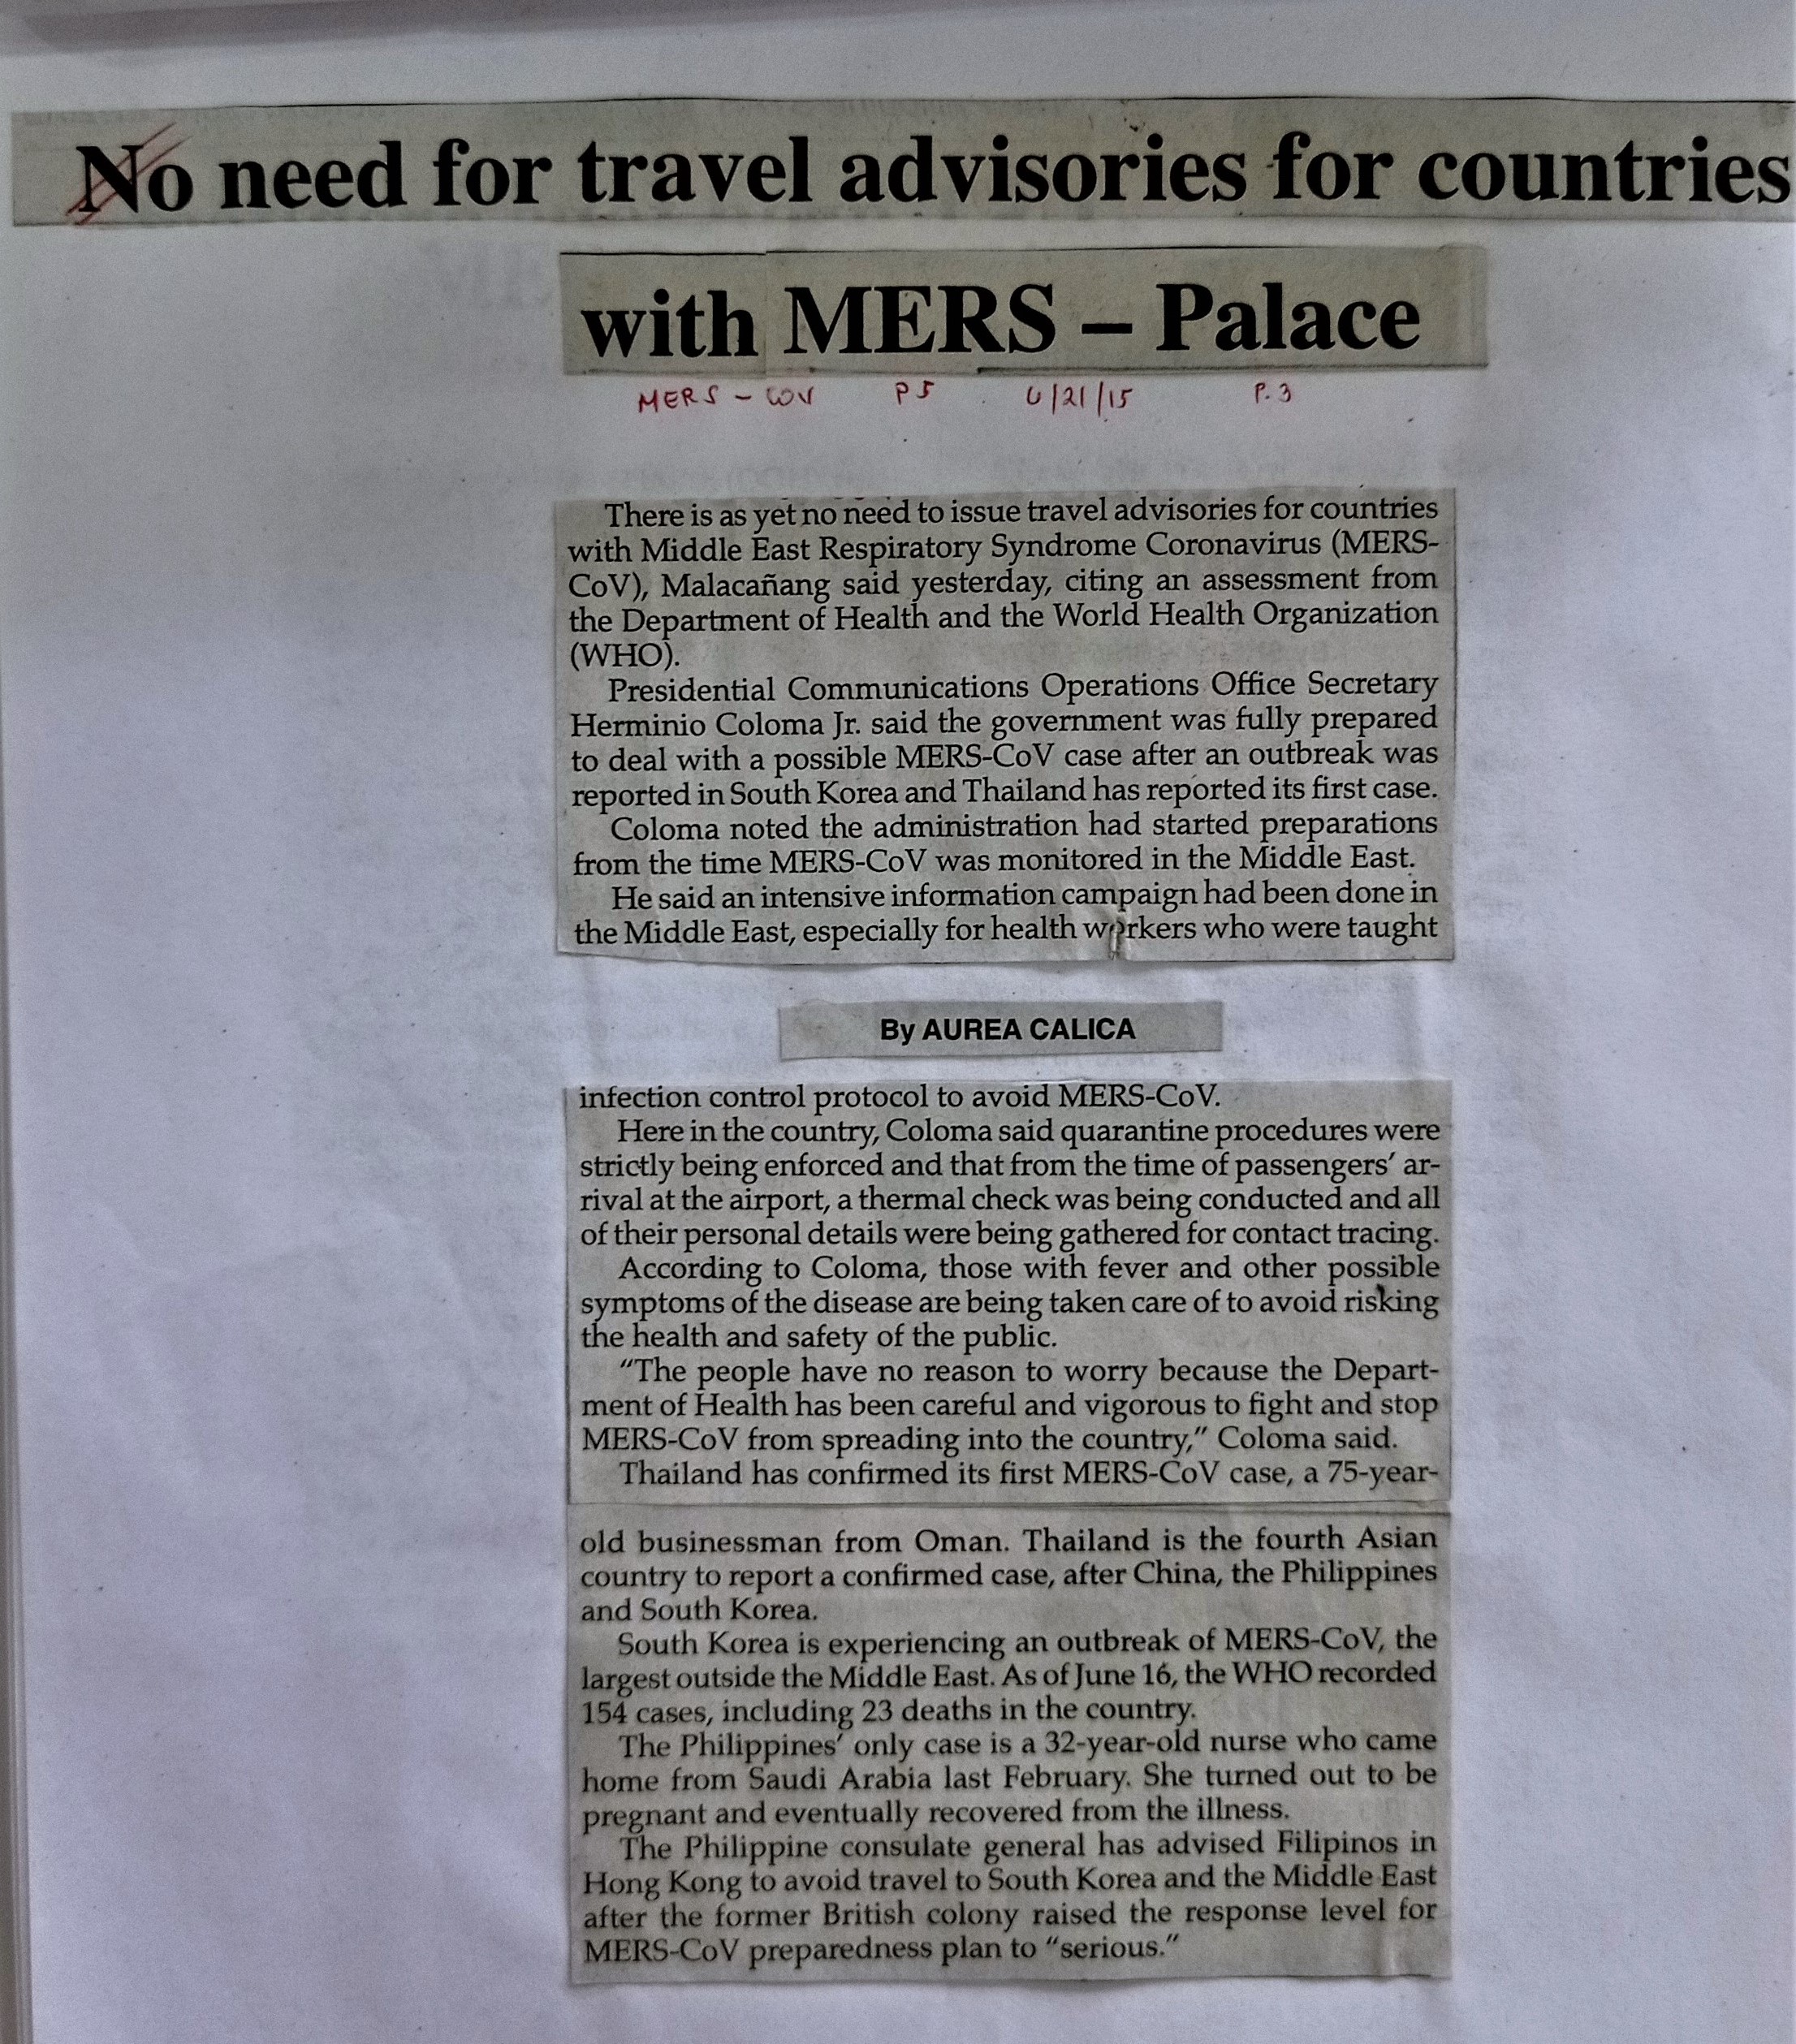 No need for travel advisories for countries
with MERS – Palace
MERS - COV P5 6/21/15 P.3
There is as yet no need to issue travel advisories for countries
with Middle East Respiratory Syndrome Coronavirus (MERS-
CoV), Malacañang said yesterday, citing an assessment from
the Department of Health and the World Health Organization
(WHO).
Presidential Communications Operations Office Secretary
Herminio Coloma Jr. said the government was fully prepared
to deal with a possible MERS-CoV case after an outbreak was
reported in South Korea and Thailand has reported its first case.
Coloma noted the administration had started preparations
from the time MERS-CoV was monitored in the Middle East.
He said an intensive information campaign had been done in
the Middle East, especially for health workers who were taught
By AUREA CALICA
infection control protocol to avoid MERS-CoV.
Here in the country, Coloma said quarantine procedures were
strictly being enforced and that from the time of passengers’ ar-
rival at the airport, a thermal check was being conducted and all
of their personal details were being gathered for contact tracing.
According to Coloma, those with fever and other possible
symptoms of the disease are being taken care of to avoid risking
the health and safety of the public.
“The people have no reason to worry because the Depart-
ment of Health has been careful and vigorous to fight and stop
MERS-CoV from spreading into the country,” Coloma said.
Thailand has confirmed its first MERS-CoV case, a 75-year-
old businessman from Oman. Thailand is the fourth Asian
country to report a confirmed case, after China, the Philippines
and South Korea.
South Korea is experiencing an outbreak of MERS-CoV, the
largest outside the Middle East. As of June 16, the WHO recorded
154 cases, including 23 deaths in the country.
The Philippines’ only case is a 32-year-old nurse who came
home from Saudi Arabia last February. She turned out to be
pregnant and eventually recovered from the illness.
The Philippine consulate general has advised Filipinos in
Hong Kong to avoid travel to South Korea and the Middle East
after the former British colony raised the response level for
MERS-CoV preparedness plan to “serious.”